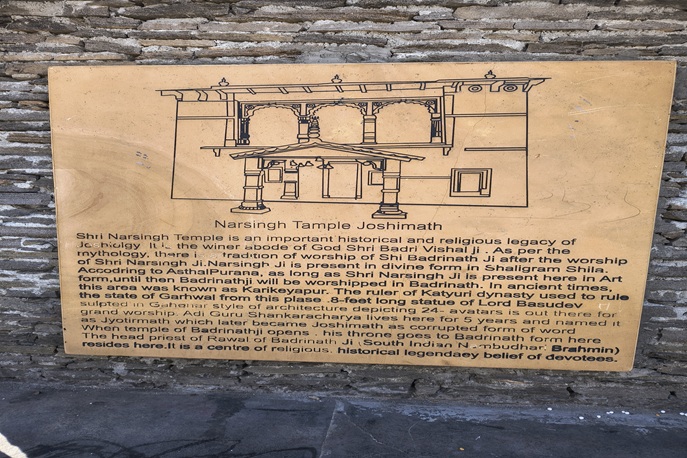 Narsingh Tample Joshimath
Shri Narsingh Temple is an important historical and religious legacy of
It is the winer abode of God Shri Badri Vishal ji . As per the
mythology, there tradition of worship of Shi Badrinath Ji after the worship
of Shri Narsingh Ji.Narsingh Ji is present in divine form in Shaligram Shila.
Accodring to AsthalPurana, as long as Shri Narsingh Ji is present here in Art
form,until then Badrinathji will be worshipped in Badrinath. In ancient times,
this area was known as Karikeyapur. The ruler of Katyuri dynasty used to rule
the state of Garhwal from this plase .8-feet long statue of Lord Basudev
sulpted in style of architecture depicting 24- avatars is out there for
grand worship. Adi Guru Shankaracharya lives here for 5 years and named it
as Jyotirmath which later became Joshimath as corrupted form of word
When temple of Badrinathji opens , his throne goes to Badrinath form here
The head priest of Rawal of Badrinath Ji (South Indian Brahmin)
resides here.It is a centre of religious, historical legendaey belief of devotees.